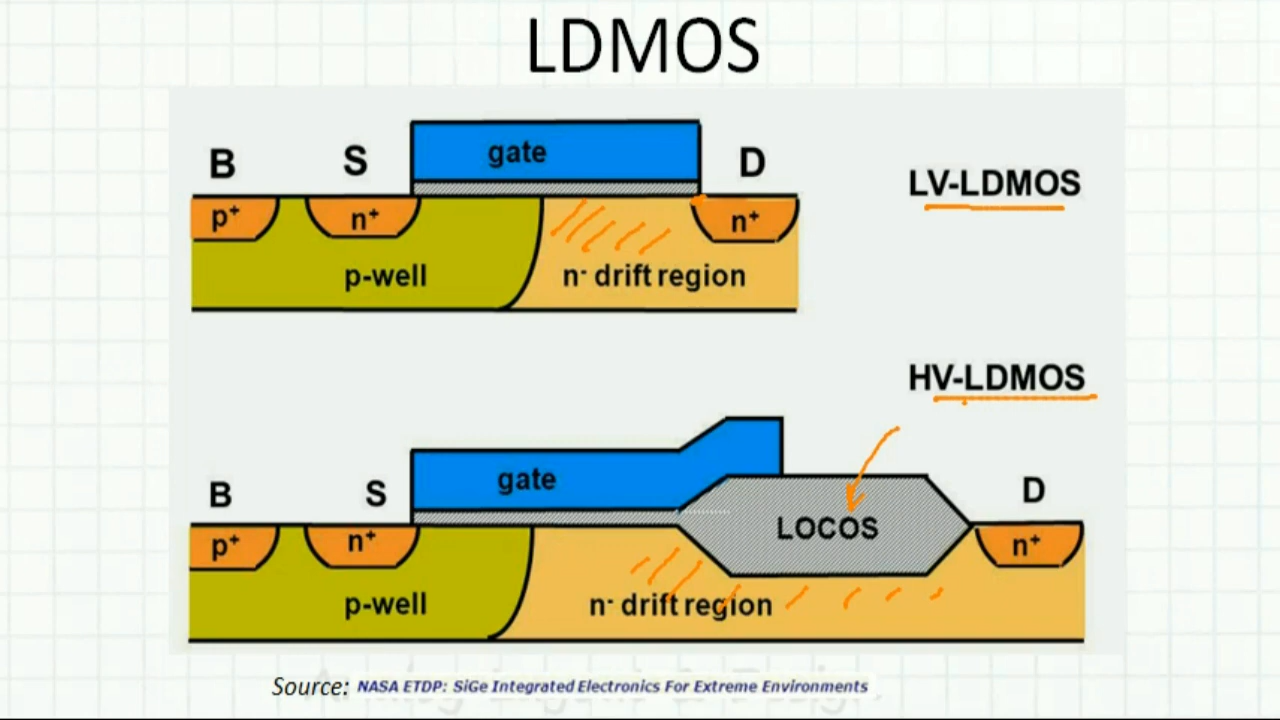 LDMOS
B S gate D
LV-LDMOS
p+ n+ n+
p-well n- drift region
HV-LDMOS
B S gate D
LOCOS
p+ n+ n+
p-well n- drift region
Source: NASA ETDP: SiGe Integrated Electronics For Extreme Environments